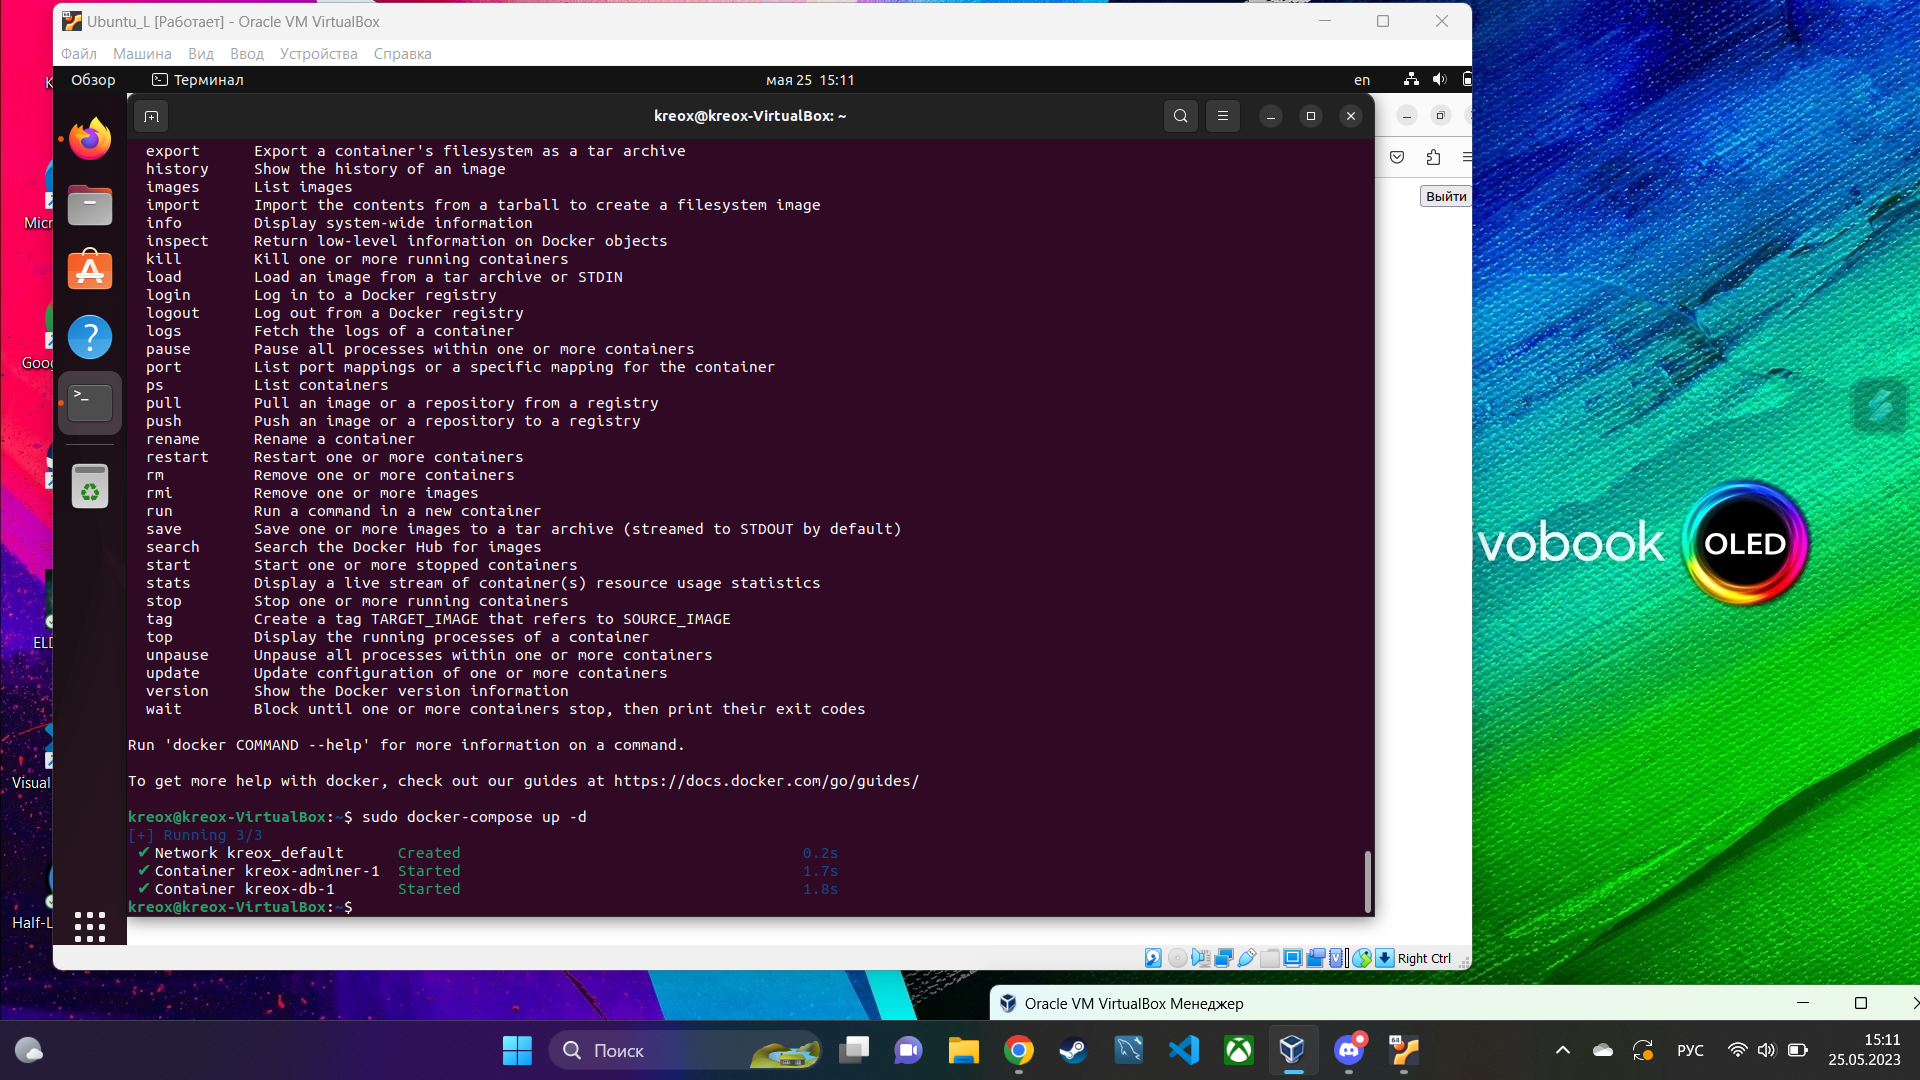 Ubuntu_L [Работает] - Oracle VM VirtualBox
Файл Машина Вид Ввод Устройства Справка
Обзор Терминал мая 25 15:11 en
kreox@kreox-VirtualBox: ~
export Export a container's filesystem as a tar archive
history Show the history of an image
images List images
import Import the contents from a tarball to create a filesystem image
info Display system-wide information
inspect Return low-level information on Docker objects
kill Kill one or more running containers
load Load an image from a tar archive or STDIN
login Log in to a Docker registry
logout Log out from a Docker registry
logs Fetch the logs of a container
pause Pause all processes within one or more containers
port List port mappings or a specific mapping for the container
ps List containers
pull Pull an image or a repository from a registry
push Push an image or a repository to a registry
rename Rename a container
restart Restart one or more containers
rm Remove one or more containers
rmi Remove one or more images
run Run a command in a new container
save Save one or more images to a tar archive (streamed to STDOUT by default)
search Search the Docker Hub for images
start Start one or more stopped containers
stats Display a live stream of container(s) resource usage statistics
stop Stop one or more running containers
tag Create a tag TARGET_IMAGE that refers to SOURCE_IMAGE
top Display the running processes of a container
unpause Unpause all processes within one or more containers
update Update configuration of one or more containers
version Show the Docker version information
wait Block until one or more containers stop, then print their exit codes
Run 'docker COMMAND --help' for more information on a command.
To get more help with docker, check out our guides at https://docs.docker.com/go/guides/
kreox@kreox-VirtualBox:~$ sudo docker-compose up -d
[+] Running 3/3
✔ Network kreox_default Created 0.2s
✔ Container kreox-adminer-1 Started 1.7s
✔ Container kreox-db-1 Started 1.8s
kreox@kreox-VirtualBox:~$
Выйти
Right Ctrl
Micr
Goog
ELD
Visual
Half-L
vobook OLED
Oracle VM VirtualBox Менеджер
Поиск
64
РУС
15:11
25.05.2023